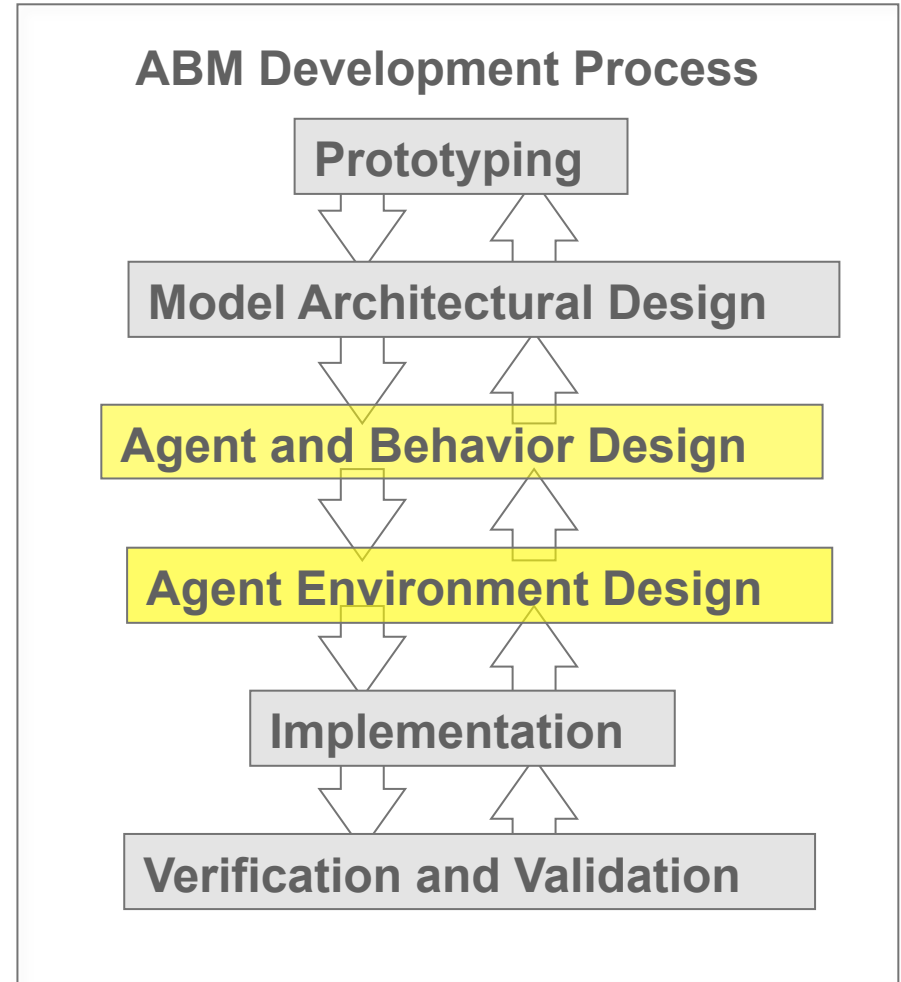 ABM Development Process
Prototyping
Model Architectural Design
Agent and Behavior Design
Agent Environment Design
Implementation
Verification and Validation